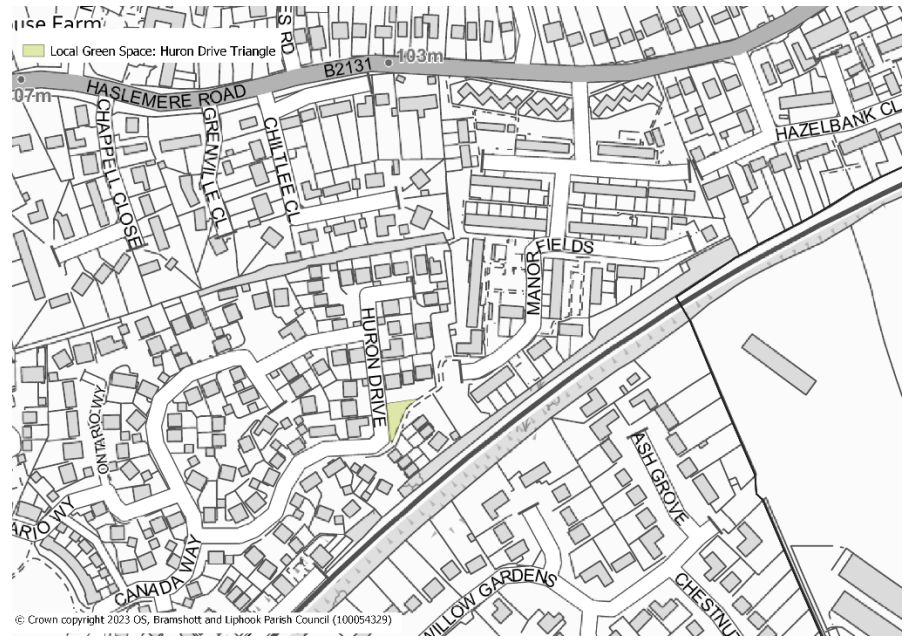 ouse Farm
ES RD
Local Green Space: Huron Drive Triangle
103m
B2131
07m
HASLEMERE ROAD
CHAPPELL CLOSE
GRENVILLE CL
CHILTLEE CL
HAZELBANK CL
MANOR FIELDS
HURON DRIVE
ONTARIO WY
ARIO WY
CANADA WAY
ASH GROVE
WILLOW GARDENS
CHESTNU
© Crown copyright 2023 OS, Bramshott and Liphook Parish Council (100054329)